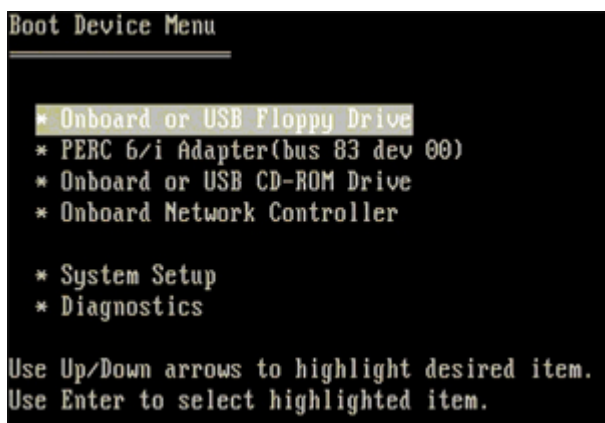 Boot Device Menu
* Onboard or USB Floppy Drive
* PERC 6/i Adapter(bus 83 dev 00)
* Onboard or USB CD-ROM Drive
* Onboard Network Controller
* System Setup
* Diagnostics
Use Up/Down arrows to highlight desired item.
Use Enter to select highlighted item.